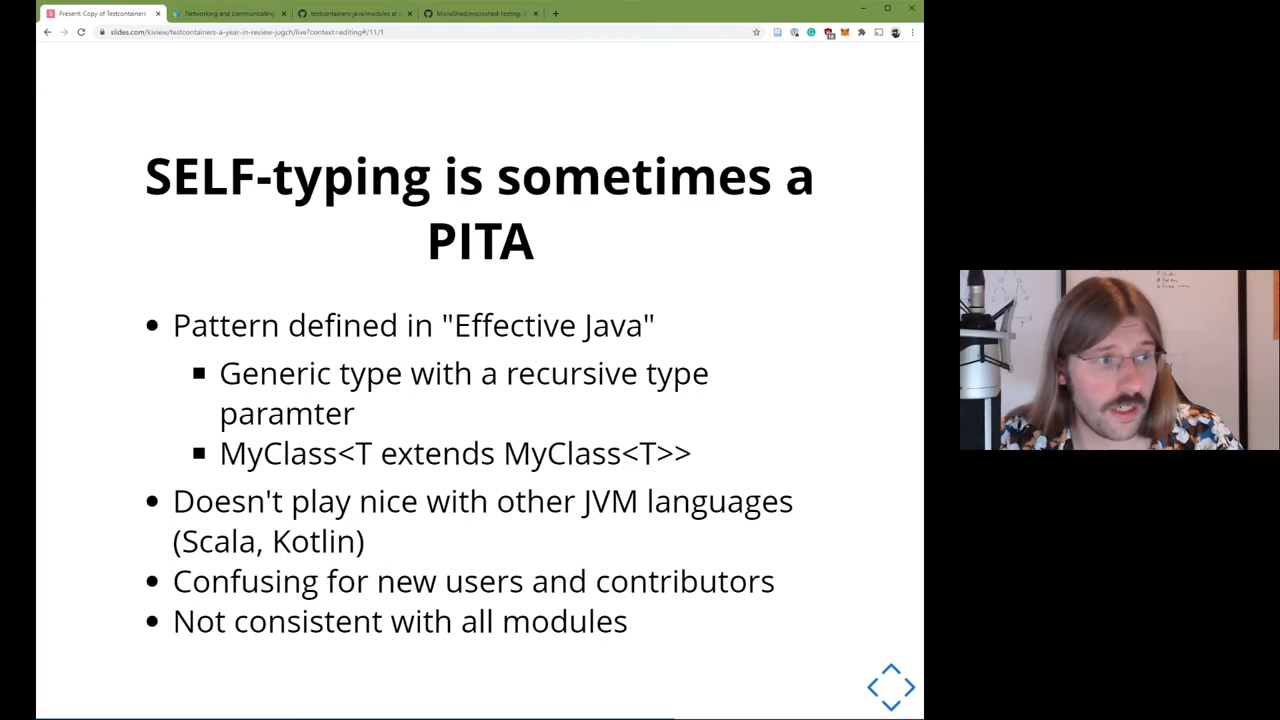 Present: Copy of Testcontainers
Networking and communicating
testcontainers-java/modules at
MicroShed/microshed-testing:
slides.com/kiview/testcontainers-a-year-in-review-jugch/live?context=editing#/11/1
SELF-typing is sometimes a
PITA
Pattern defined in "Effective Java"
Generic type with a recursive type
paramter
MyClass<T extends MyClass<T>>
Doesn't play nice with other JVM languages
(Scala, Kotlin)
Confusing for new users and contributors
Not consistent with all modules